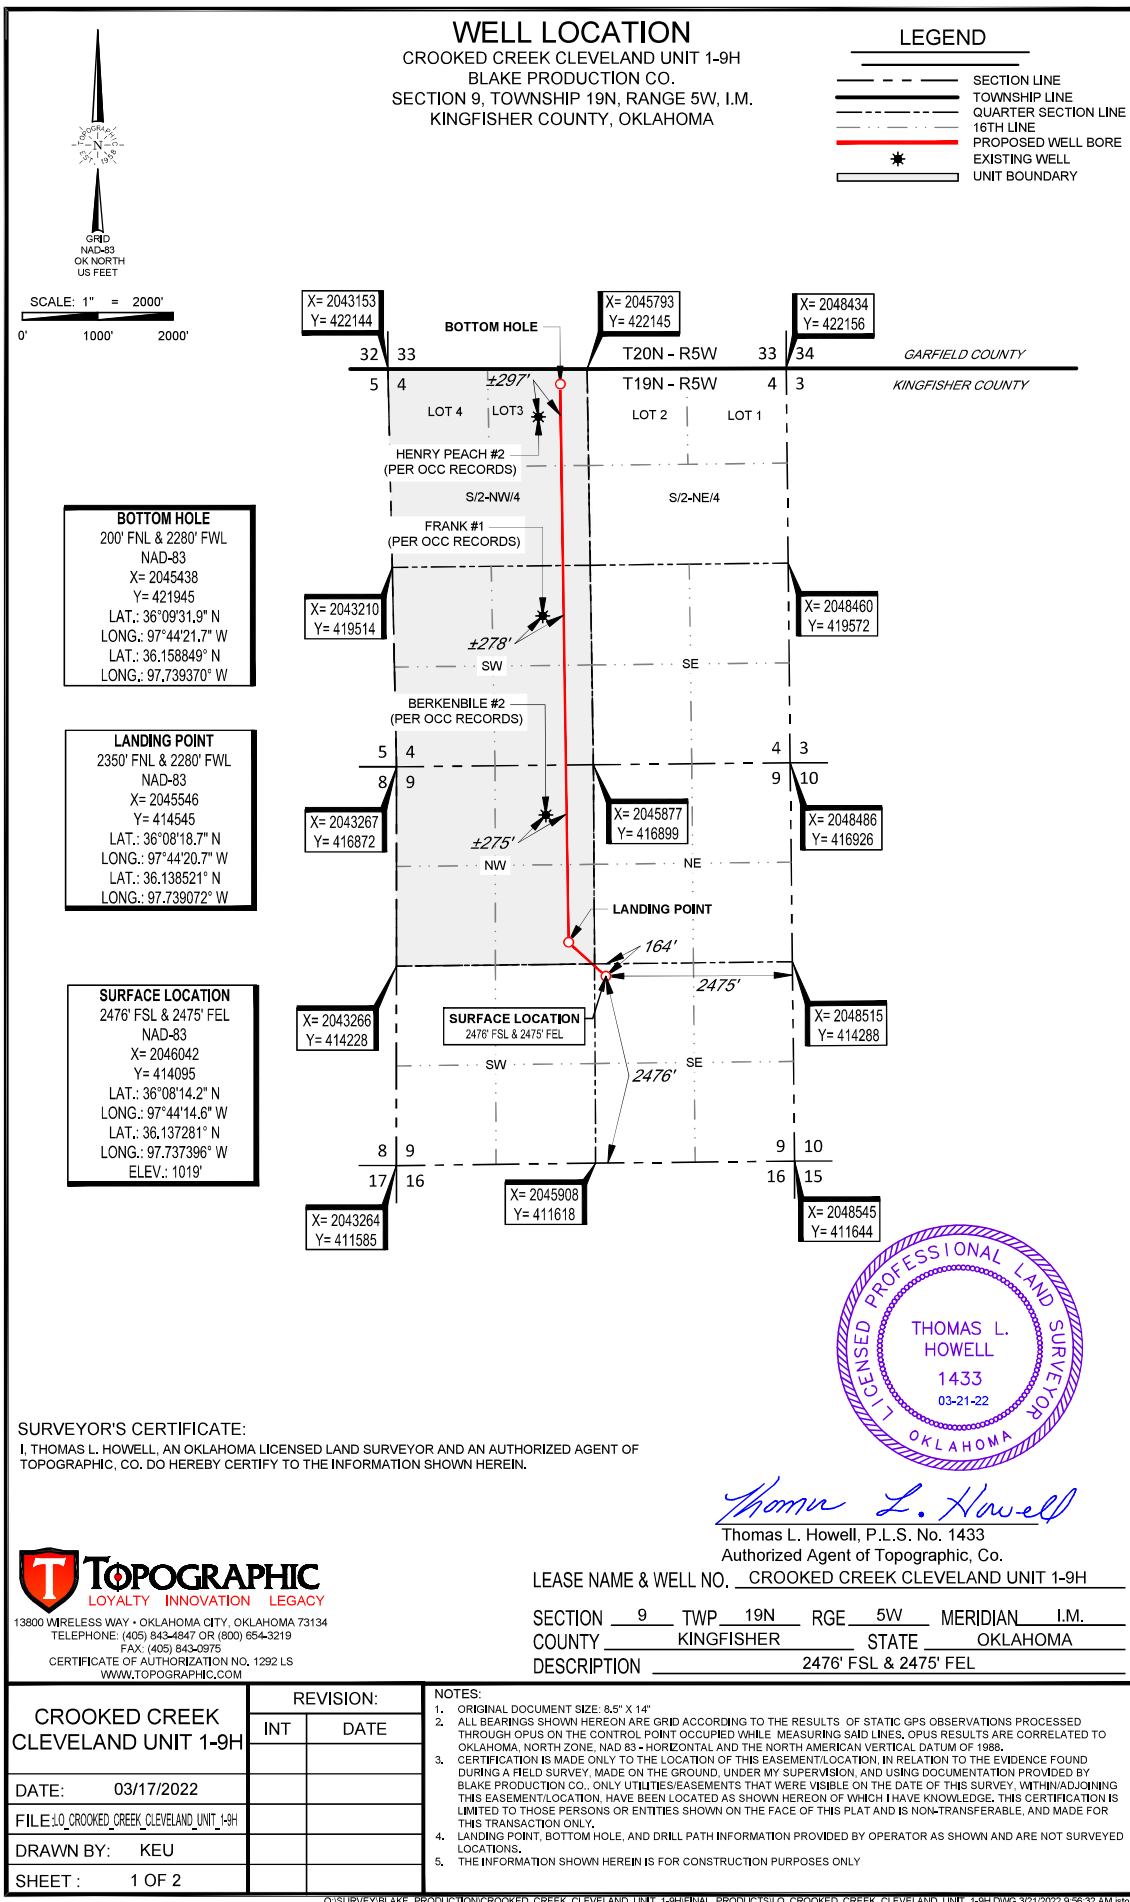 WELL LOCATION
CROOKED CREEK CLEVELAND UNIT 1-9H
BLAKE PRODUCTION CO.
SECTION 9, TOWNSHIP 19N, RANGE 5W, I.M.
KINGFISHER COUNTY, OKLAHOMA
LEGEND
SECTION LINE
TOWNSHIP LINE
QUARTER SECTION LINE
16TH LINE
PROPOSED WELL BORE
EXISTING WELL
UNIT BOUNDARY
TOPOGRAPHIC
N
EST. 1958
GRID
NAD-83
OK NORTH
US FEET
SCALE: 1" = 2000'
0' 1000' 2000'
X= 2043153
Y= 422144
X= 2045793
Y= 422145
X= 2048434
Y= 422156
BOTTOM HOLE
32 33
T20N - R5W
33 34
GARFIELD COUNTY
5 4
T19N - R5W
4 3
KINGFISHER COUNTY
±297'
LOT 4
LOT3
LOT 2
LOT 1
HENRY PEACH #2
(PER OCC RECORDS)
S/2-NW/4
S/2-NE/4
FRANK #1
(PER OCC RECORDS)
X= 2043210
Y= 419514
X= 2048460
Y= 419572
±278'
SW
SE
BERKENBILE #2
(PER OCC RECORDS)
5 4
4 3
8 9
9 10
X= 2043267
Y= 416872
X= 2045877
Y= 416899
X= 2048486
Y= 416926
±275'
NW
NE
LANDING POINT
164'
2475'
SURFACE LOCATION
2476' FSL & 2475' FEL
X= 2043266
Y= 414228
X= 2048515
Y= 414288
SW
SE
2476'
8 9
9 10
17 16
16 15
X= 2045908
Y= 411618
X= 2043264
Y= 411585
X= 2048545
Y= 411644
BOTTOM HOLE
200' FNL & 2280' FWL
NAD-83
X= 2045438
Y= 421945
LAT.: 36°09'31.9" N
LONG.: 97°44'21.7" W
LAT.: 36.158849° N
LONG.: 97.739370° W
LANDING POINT
2350' FNL & 2280' FWL
NAD-83
X= 2045546
Y= 414545
LAT.: 36°08'18.7" N
LONG.: 97°44'20.7" W
LAT.: 36.138521° N
LONG.: 97.739072° W
SURFACE LOCATION
2476' FSL & 2475' FEL
NAD-83
X= 2046042
Y= 414095
LAT.: 36°08'14.2" N
LONG.: 97°44'14.6" W
LAT.: 36.137281° N
LONG.: 97.737396° W
ELEV.: 1019'
LICENSED PROFESSIONAL LAND SURVEYOR
THOMAS L.
HOWELL
1433
03-21-22
OKLAHOMA
SURVEYOR'S CERTIFICATE:
I, THOMAS L. HOWELL, AN OKLAHOMA LICENSED LAND SURVEYOR AND AN AUTHORIZED AGENT OF
TOPOGRAPHIC, CO. DO HEREBY CERTIFY TO THE INFORMATION SHOWN HEREIN.
Thomas L. Howell
Thomas L. Howell, P.L.S. No. 1433
Authorized Agent of Topographic, Co.
T TOPOGRAPHIC
LOYALTY INNOVATION LEGACY
13800 WIRELESS WAY • OKLAHOMA CITY, OKLAHOMA 73134
TELEPHONE: (405) 843-4847 OR (800) 654-3219
FAX: (405) 843-0975
CERTIFICATE OF AUTHORIZATION NO. 1292 LS
WWW.TOPOGRAPHIC.COM
LEASE NAME & WELL NO. CROOKED CREEK CLEVELAND UNIT 1-9H
SECTION 9 TWP 19N RGE 5W MERIDIAN I.M.
COUNTY KINGFISHER STATE OKLAHOMA
DESCRIPTION 2476' FSL & 2475' FEL
CROOKED CREEK
CLEVELAND UNIT 1-9H
REVISION:
INT DATE
DATE: 03/17/2022
FILE:LO_CROOKED_CREEK_CLEVELAND_UNIT_1-9H
DRAWN BY: KEU
SHEET : 1 OF 2
NOTES:
1. ORIGINAL DOCUMENT SIZE: 8.5" X 14"
2. ALL BEARINGS SHOWN HEREON ARE GRID ACCORDING TO THE RESULTS OF STATIC GPS OBSERVATIONS PROCESSED
THROUGH OPUS ON THE CONTROL POINT OCCUPIED WHILE MEASURING SAID LINES. OPUS RESULTS ARE CORRELATED TO
OKLAHOMA, NORTH ZONE, NAD 83 - HORIZONTAL AND THE NORTH AMERICAN VERTICAL DATUM OF 1988.
3. CERTIFICATION IS MADE ONLY TO THE LOCATION OF THIS EASEMENT/LOCATION, IN RELATION TO THE EVIDENCE FOUND
DURING A FIELD SURVEY, MADE ON THE GROUND, UNDER MY SUPERVISION, AND USING DOCUMENTATION PROVIDED BY
BLAKE PRODUCTION CO.. ONLY UTILITIES/EASEMENTS THAT WERE VISIBLE ON THE DATE OF THIS SURVEY, WITHIN/ADJOINING
THIS EASEMENT/LOCATION, HAVE BEEN LOCATED AS SHOWN HEREON OF WHICH I HAVE KNOWLEDGE. THIS CERTIFICATION IS
LIMITED TO THOSE PERSONS OR ENTITIES SHOWN ON THE FACE OF THIS PLAT AND IS NON-TRANSFERABLE, AND MADE FOR
THIS TRANSACTION ONLY.
4. LANDING POINT, BOTTOM HOLE, AND DRILL PATH INFORMATION PROVIDED BY OPERATOR AS SHOWN AND ARE NOT SURVEYED
LOCATIONS.
5. THE INFORMATION SHOWN HEREIN IS FOR CONSTRUCTION PURPOSES ONLY